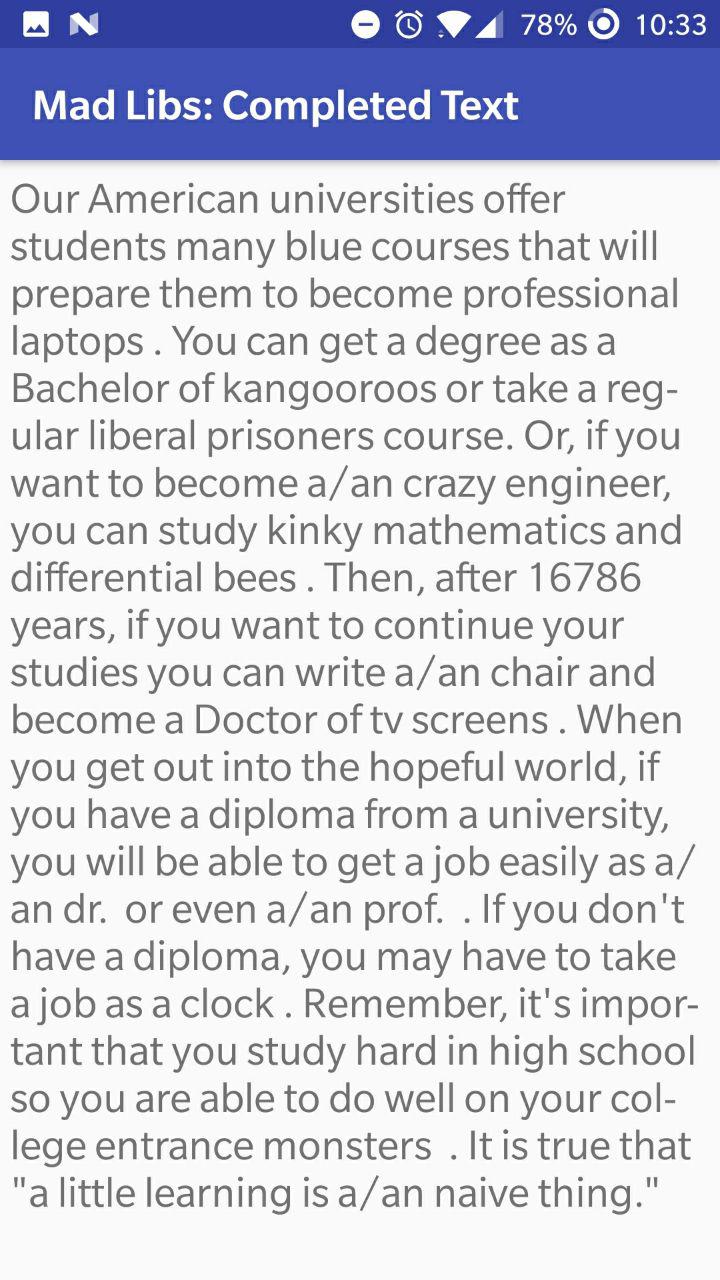 78% 10:33
Mad Libs: Completed Text
Our American universities offer
students many blue courses that will
prepare them to become professional
laptops . You can get a degree as a
Bachelor of kangooroos or take a reg-
ular liberal prisoners course. Or, if you
want to become a/an crazy engineer,
you can study kinky mathematics and
differential bees . Then, after 16786
years, if you want to continue your
studies you can write a/an chair and
become a Doctor of tv screens . When
you get out into the hopeful world, if
you have a diploma from a university,
you will be able to get a job easily as a/
an dr.  or even a/an prof.  . If you don't
have a diploma, you may have to take
a job as a clock . Remember, it's impor-
tant that you study hard in high school
so you are able to do well on your col-
lege entrance monsters  . It is true that
"a little learning is a/an naive thing."